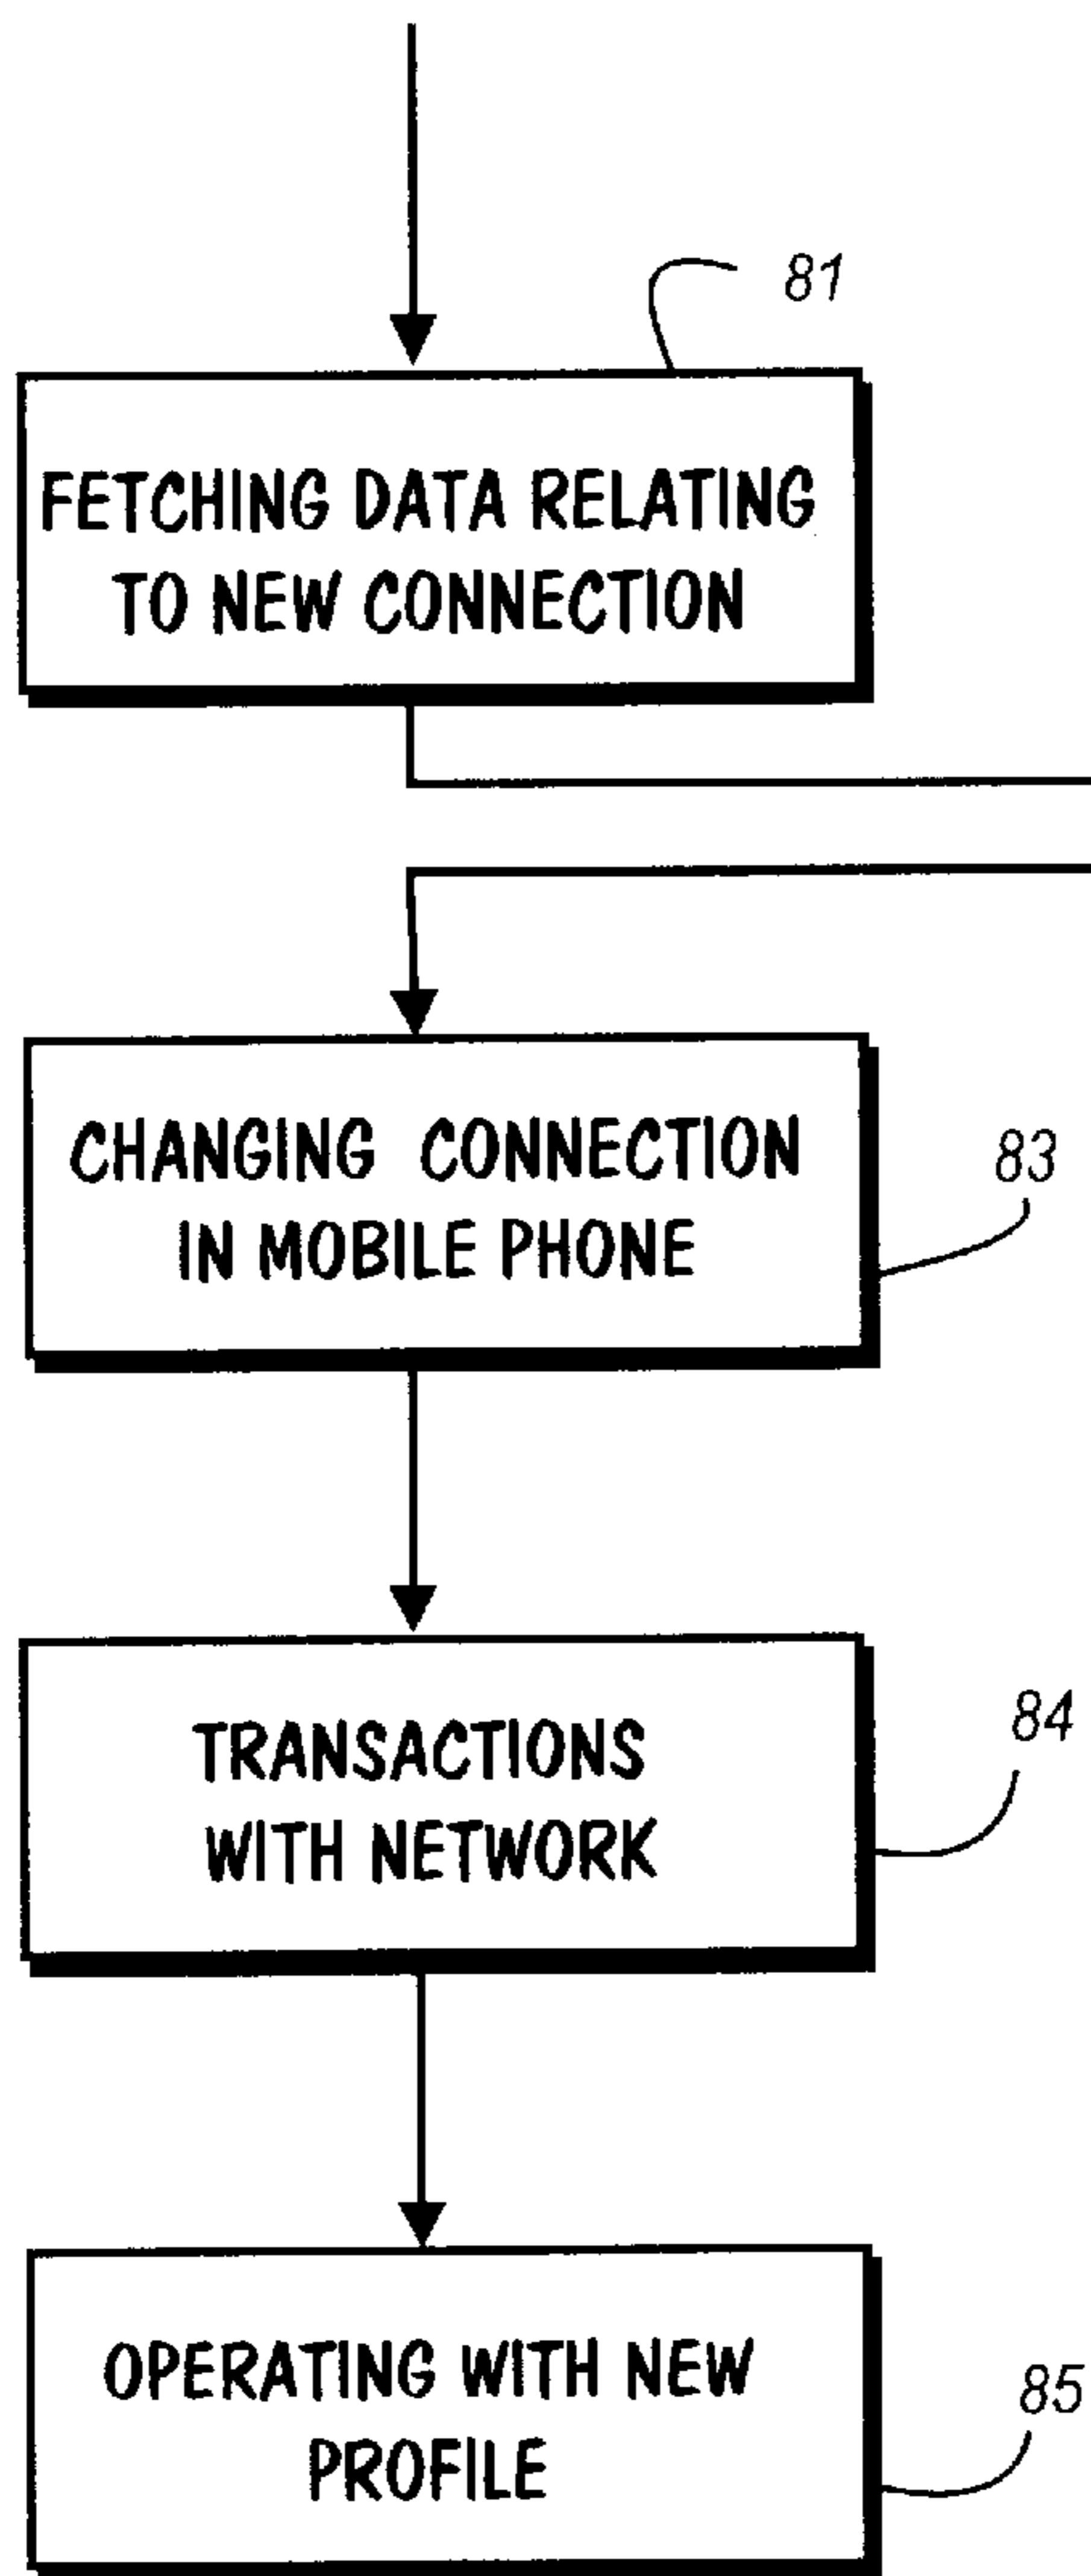 81
FETCHING DATA RELATING
TO NEW CONNECTION
CHANGING CONNECTION
IN MOBILE PHONE
83
TRANSACTIONS
WITH NETWORK
84
OPERATING WITH NEW
PROFILE
85